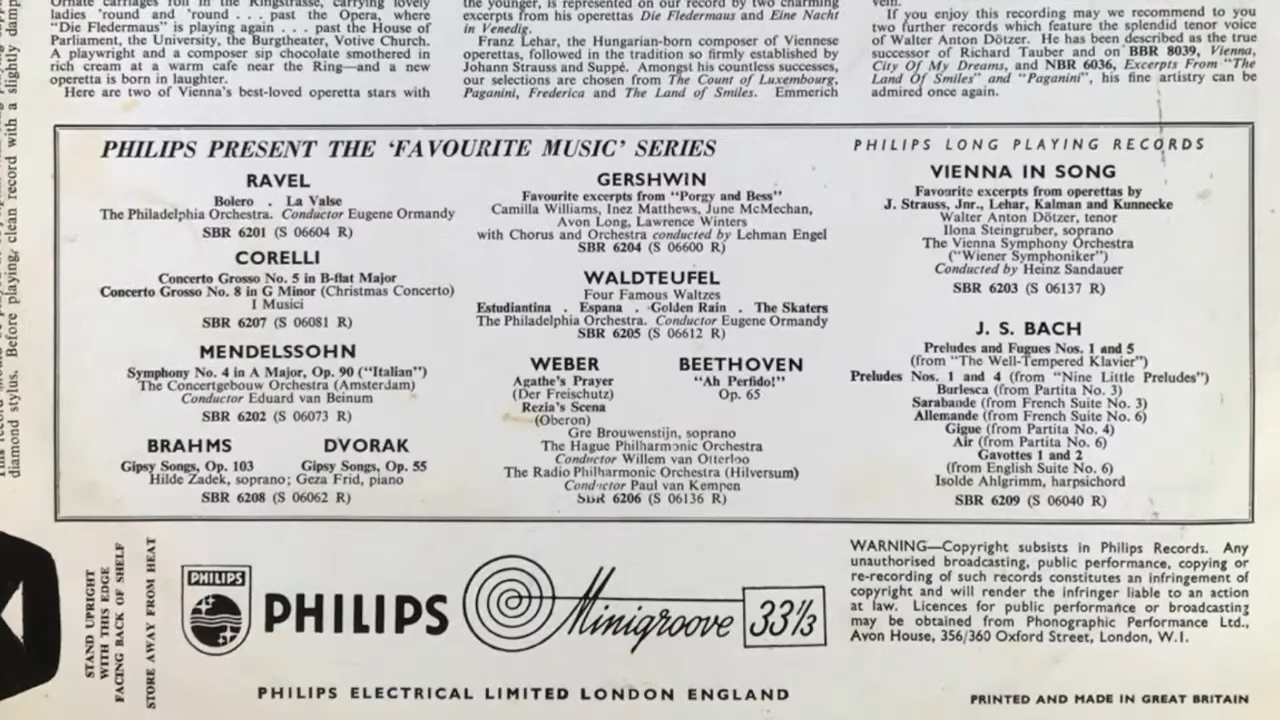 Ornate carriages roll in the Ringstrasse, carrying lovely
ladies 'round and 'round . . . past the Opera, where
"Die Fledermaus" is playing again . . . past the House of
Parliament, the University, the Burgtheater, Votive Church.
A playwright and a composer sip chocolate smothered in
rich cream at a warm cafe near the Ring—and a new
operetta is born in laughter.
Here are two of Vienna's best-loved operetta stars with
the younger, is represented on our record by two charming
excerpts from his operettas Die Fledermaus and Eine Nacht
in Venedig.
Franz Lehar, the Hungarian-born composer of Viennese
operettas, followed in the tradition so firmly established by
Johann Strauss and Suppé. Amongst his countless successes,
our selections are chosen from The Count of Luxembourg,
Paganini, Frederica and The Land of Smiles. Emmerich
vein.
If you enjoy this recording may we recommend to you
two further records which feature the splendid tenor voice
of Walter Anton Dötzer. He has been described as the true
successor of Richard Tauber and on BBR 8039, Vienna,
City Of My Dreams, and NBR 6036, Excerpts From "The
Land Of Smiles" and "Paganini", his fine artistry can be
admired once again.
PHILIPS PRESENT THE 'FAVOURITE MUSIC' SERIES
RAVEL
Bolero . La Valse
The Philadelphia Orchestra. Conductor Eugene Ormandy
SBR 6201 (S 06604 R)
CORELLI
Concerto Grosso No. 5 in B-flat Major
Concerto Grosso No. 8 in G Minor (Christmas Concerto)
I Musici
SBR 6207 (S 06081 R)
MENDELSSOHN
Symphony No. 4 in A Major, Op. 90 ("Italian")
The Concertgebouw Orchestra (Amsterdam)
Conductor Eduard van Beinum
SBR 6202 (S 06073 R)
BRAHMS DVORAK
Gipsy Songs, Op. 103 Gipsy Songs, Op. 55
Hilde Zadek, soprano; Geza Frid, piano
SBR 6208 (S 06062 R)
GERSHWIN
Favourite excerpts from "Porgy and Bess"
Camilla Williams, Inez Matthews, June McMechan,
Avon Long, Lawrence Winters
with Chorus and Orchestra conducted by Lehman Engel
SBR 6204 (S 06600 R)
WALDTEUFEL
Four Famous Waltzes
Estudiantina . Espana . Golden Rain . The Skaters
The Philadelphia Orchestra. Conductor Eugene Ormandy
SBR 6205 (S 06612 R)
WEBER BEETHOVEN
Agathe's Prayer "Ah Perfido!"
(Der Freischutz) Op. 65
Rezia's Scena
(Oberon)
Gre Brouwenstijn, soprano
The Hague Philharmonic Orchestra
Conductor Willem van Otterloo
The Radio Philharmonic Orchestra (Hilversum)
Conductor Paul van Kempen
SBR 6206 (S 06136 R)
PHILIPS LONG PLAYING RECORDS
VIENNA IN SONG
Favourite excerpts from operettas by
J. Strauss, Jnr., Lehar, Kalman and Kunnecke
Walter Anton Dötzer, tenor
Ilona Steingruber, soprano
The Vienna Symphony Orchestra
("Wiener Symphoniker")
Conducted by Heinz Sandauer
SBR 6203 (S 06137 R)
J. S. BACH
Preludes and Fugues Nos. 1 and 5
(from "The Well-Tempered Klavier")
Preludes Nos. 1 and 4 (from "Nine Little Preludes")
Burlesca (from Partita No. 3)
Sarabande (from French Suite No. 3)
Allemande (from French Suite No. 6)
Gigue (from Partita No. 4)
Air (from Partita No. 6)
Gavottes 1 and 2
(from English Suite No. 6)
Isolde Ahlgrimm, harpsichord
SBR 6209 (S 06040 R)
diamond stylus. Before playing, clean record with a slightly damp
STAND UPRIGHT
WITH THIS EDGE
FACING BACK OF SHELF
STORE AWAY FROM HEAT
PHILIPS
PHILIPS
Minigroove 33⅓
PHILIPS ELECTRICAL LIMITED LONDON ENGLAND
WARNING—Copyright subsists in Philips Records. Any
unauthorised broadcasting, public performance, copying or
re-recording of such records constitutes an infringement of
copyright and will render the infringer liable to an action
at law. Licences for public performance or broadcasting
may be obtained from Phonographic Performance Ltd.,
Avon House, 356/360 Oxford Street, London, W.1.
PRINTED AND MADE IN GREAT BRITAIN